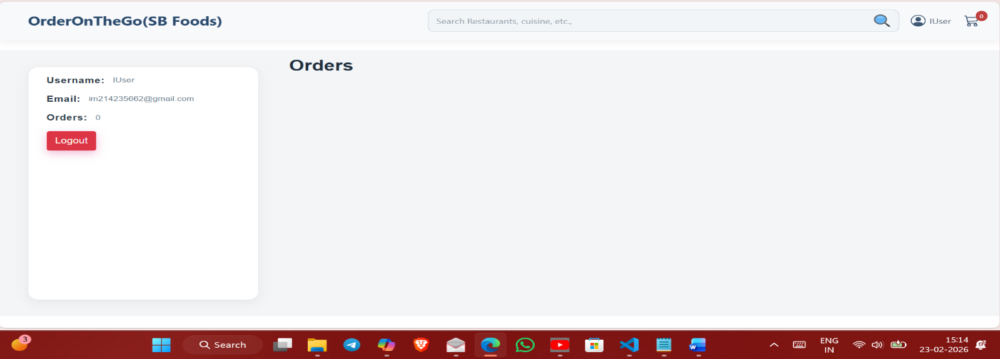 OrderOnTheGo(SB Foods)
Search Restaurants, cuisine, etc.,
IUser
0
Orders
Username: IUser
Email: im214235662@gmail.com
Orders: 0
Logout
3
Search
ENG
IN
15:14
23-02-2026